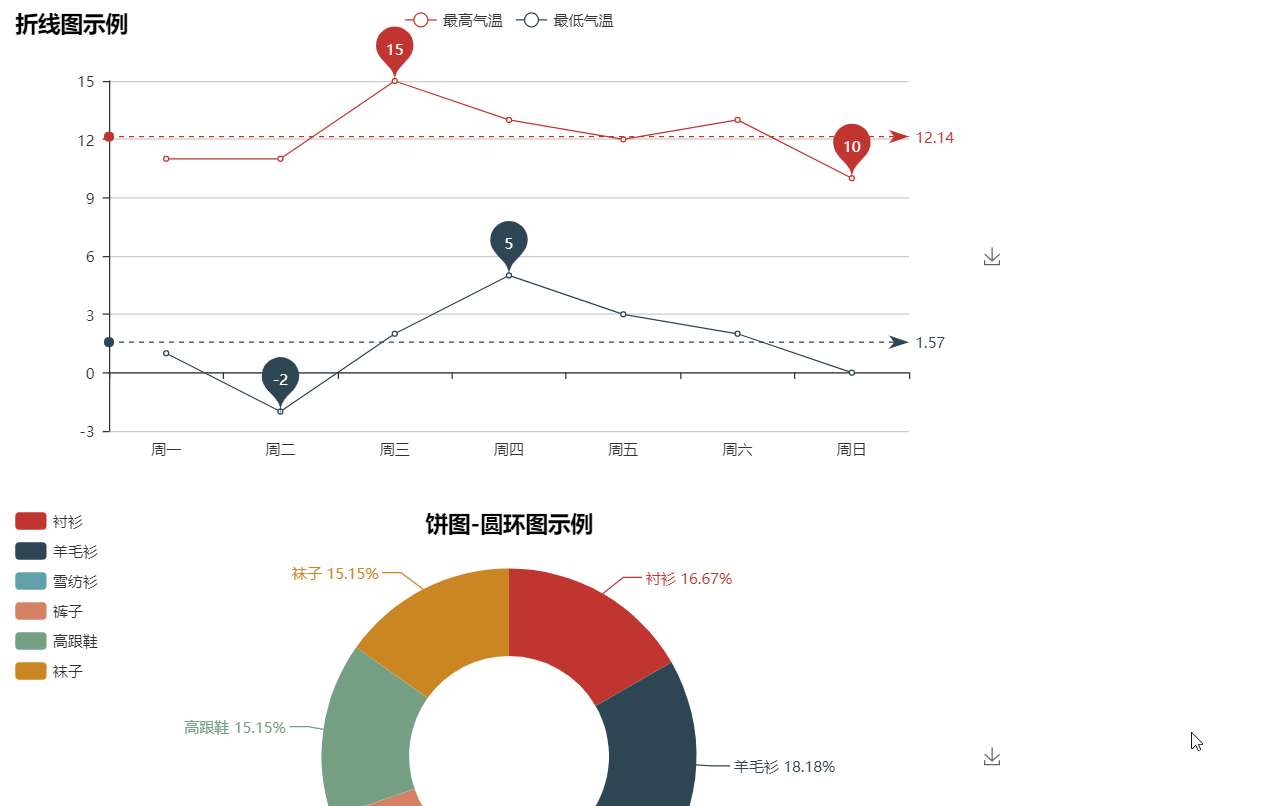 折线图示例
最高气温 最低气温
15
15
12
12.14
10
9
6
5
3
1.57
0
-2
-3
周一 周二 周三 周四 周五 周六 周日
饼图-圆环图示例
衬衫
羊毛衫
雪纺衫
裤子
高跟鞋
袜子
袜子 15.15%
衬衫 16.67%
高跟鞋 15.15%
羊毛衫 18.18%